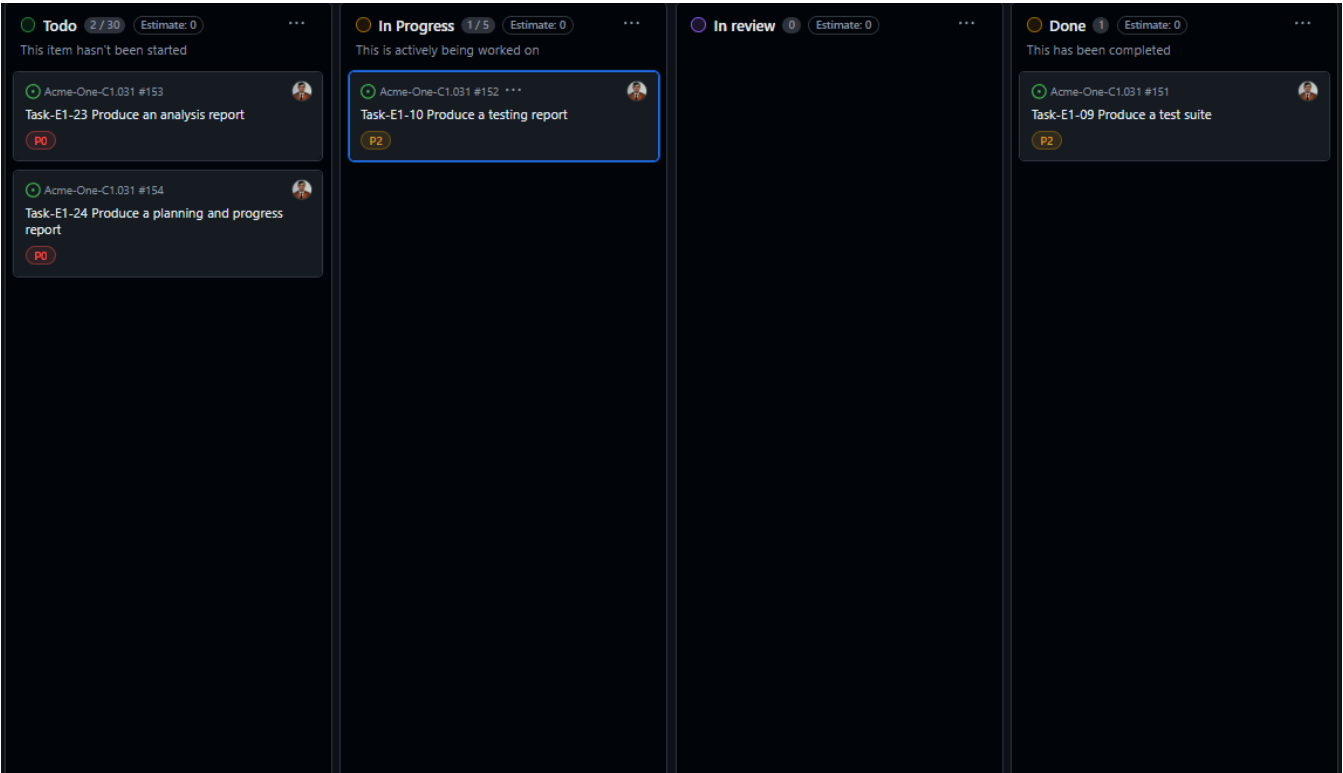 Todo 2 / 30 Estimate: 0 ...
This item hasn't been started
Acme-One-C1.031 #153
Task-E1-23 Produce an analysis report
P0
Acme-One-C1.031 #154
Task-E1-24 Produce a planning and progress
report
P0
In Progress 1 / 5 Estimate: 0 ...
This is actively being worked on
Acme-One-C1.031 #152 ...
Task-E1-10 Produce a testing report
P2
In review 0 Estimate: 0 ...
Done 1 Estimate: 0 ...
This has been completed
Acme-One-C1.031 #151
Task-E1-09 Produce a test suite
P2